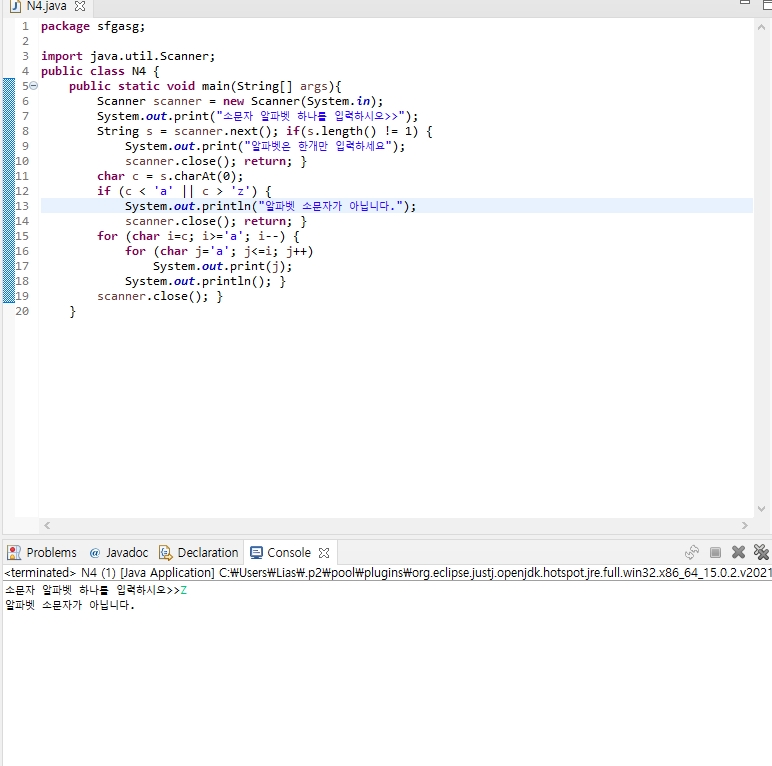 N4.java
1 package sfgasg;
2
3 import java.util.Scanner;
4 public class N4 {
5 public static void main(String[] args){
6 Scanner scanner = new Scanner(System.in);
7 System.out.print("소문자 알파벳 하나를 입력하시오>>");
8 String s = scanner.next(); if(s.length() != 1) {
9 System.out.print("알파벳은 한개만 입력하세요");
10 scanner.close(); return; }
11 char c = s.charAt(0);
12 if (c < 'a' || c > 'z') {
13 System.out.println("알파벳 소문자가 아닙니다.");
14 scanner.close(); return; }
15 for (char i=c; i>='a'; i--) {
16 for (char j='a'; j<=i; j++)
17 System.out.print(j);
18 System.out.println(); }
19 scanner.close(); }
20 }
Problems @ Javadoc Declaration Console
<terminated> N4 (1) [Java Application] C:₩Users₩Lias₩.p2₩pool₩plugins₩org.eclipse.justj.openjdk.hotspot.jre.full.win32.x86_64_15.0.2.v2021
소문자 알파벳 하나를 입력하시오>>Z
알파벳 소문자가 아닙니다.